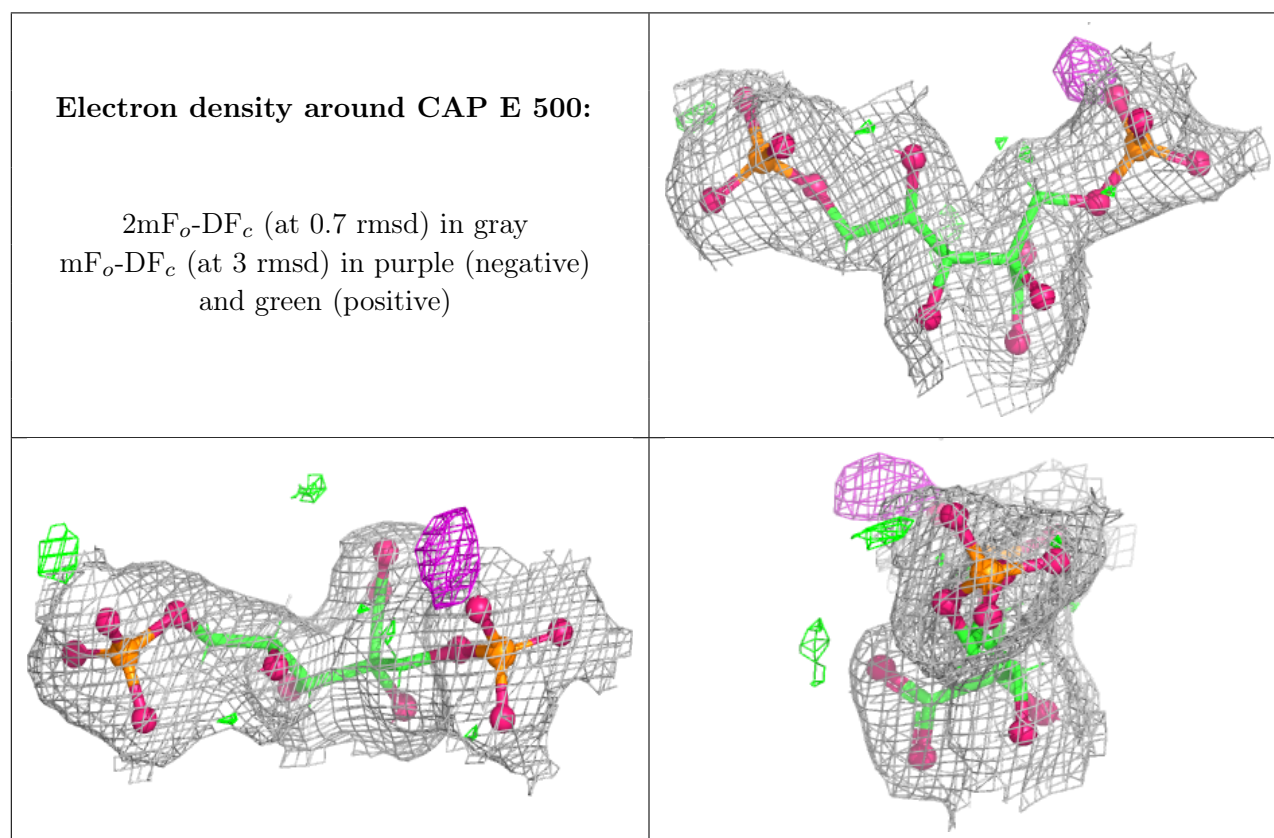 Electron density around CAP E 500:
2mFo-DFc (at 0.7 rmsd) in gray
mFo-DFc (at 3 rmsd) in purple (negative)
and green (positive)